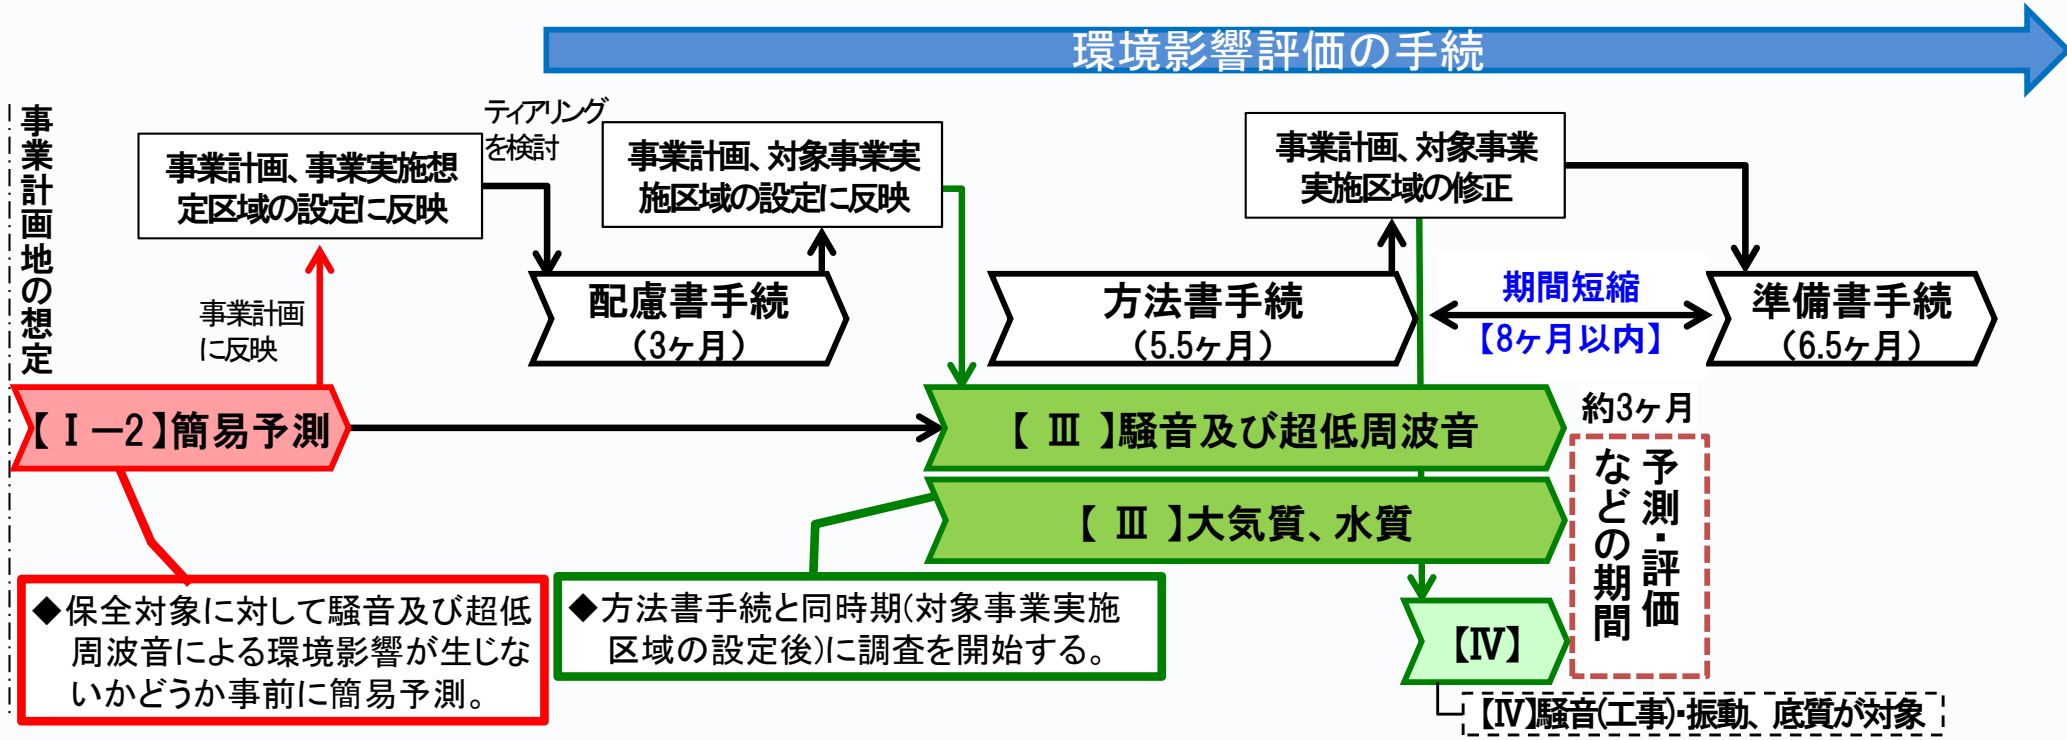 環境影響評価の手続
事業計画地の想定
事業計画、事業実施想
定区域の設定に反映
ティアリング
を検討
事業計画、対象事業実
施区域の設定に反映
事業計画、対象事業
実施区域の修正
事業計画
に反映
配慮書手続
（3ヶ月）
方法書手続
（5.5ヶ月）
期間短縮
【8ヶ月以内】
準備書手続
（6.5ヶ月）
【Ⅰ－2】簡易予測
【 Ⅲ 】騒音及び超低周波音
【 Ⅲ 】大気質、水質
約3ヶ月
予測・評価
などの期間
◆保全対象に対して騒音及び超低
周波音による環境影響が生じな
いかどうか事前に簡易予測。
◆方法書手続と同時期(対象事業実施
区域の設定後)に調査を開始する。
【Ⅳ】
【Ⅳ】騒音(工事)・振動、底質が対象